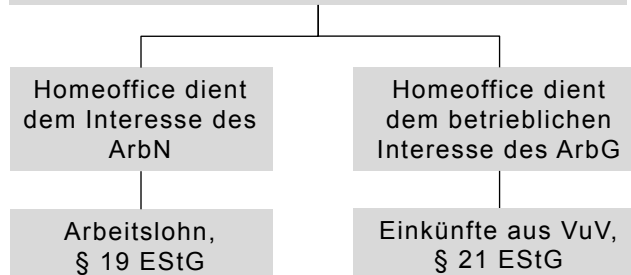 Homeoffice dient
dem Interesse des
ArbN
Homeoffice dient
dem betrieblichen
Interesse des ArbG
Arbeitslohn,
§ 19 EStG
Einkünfte aus VuV,
§ 21 EStG